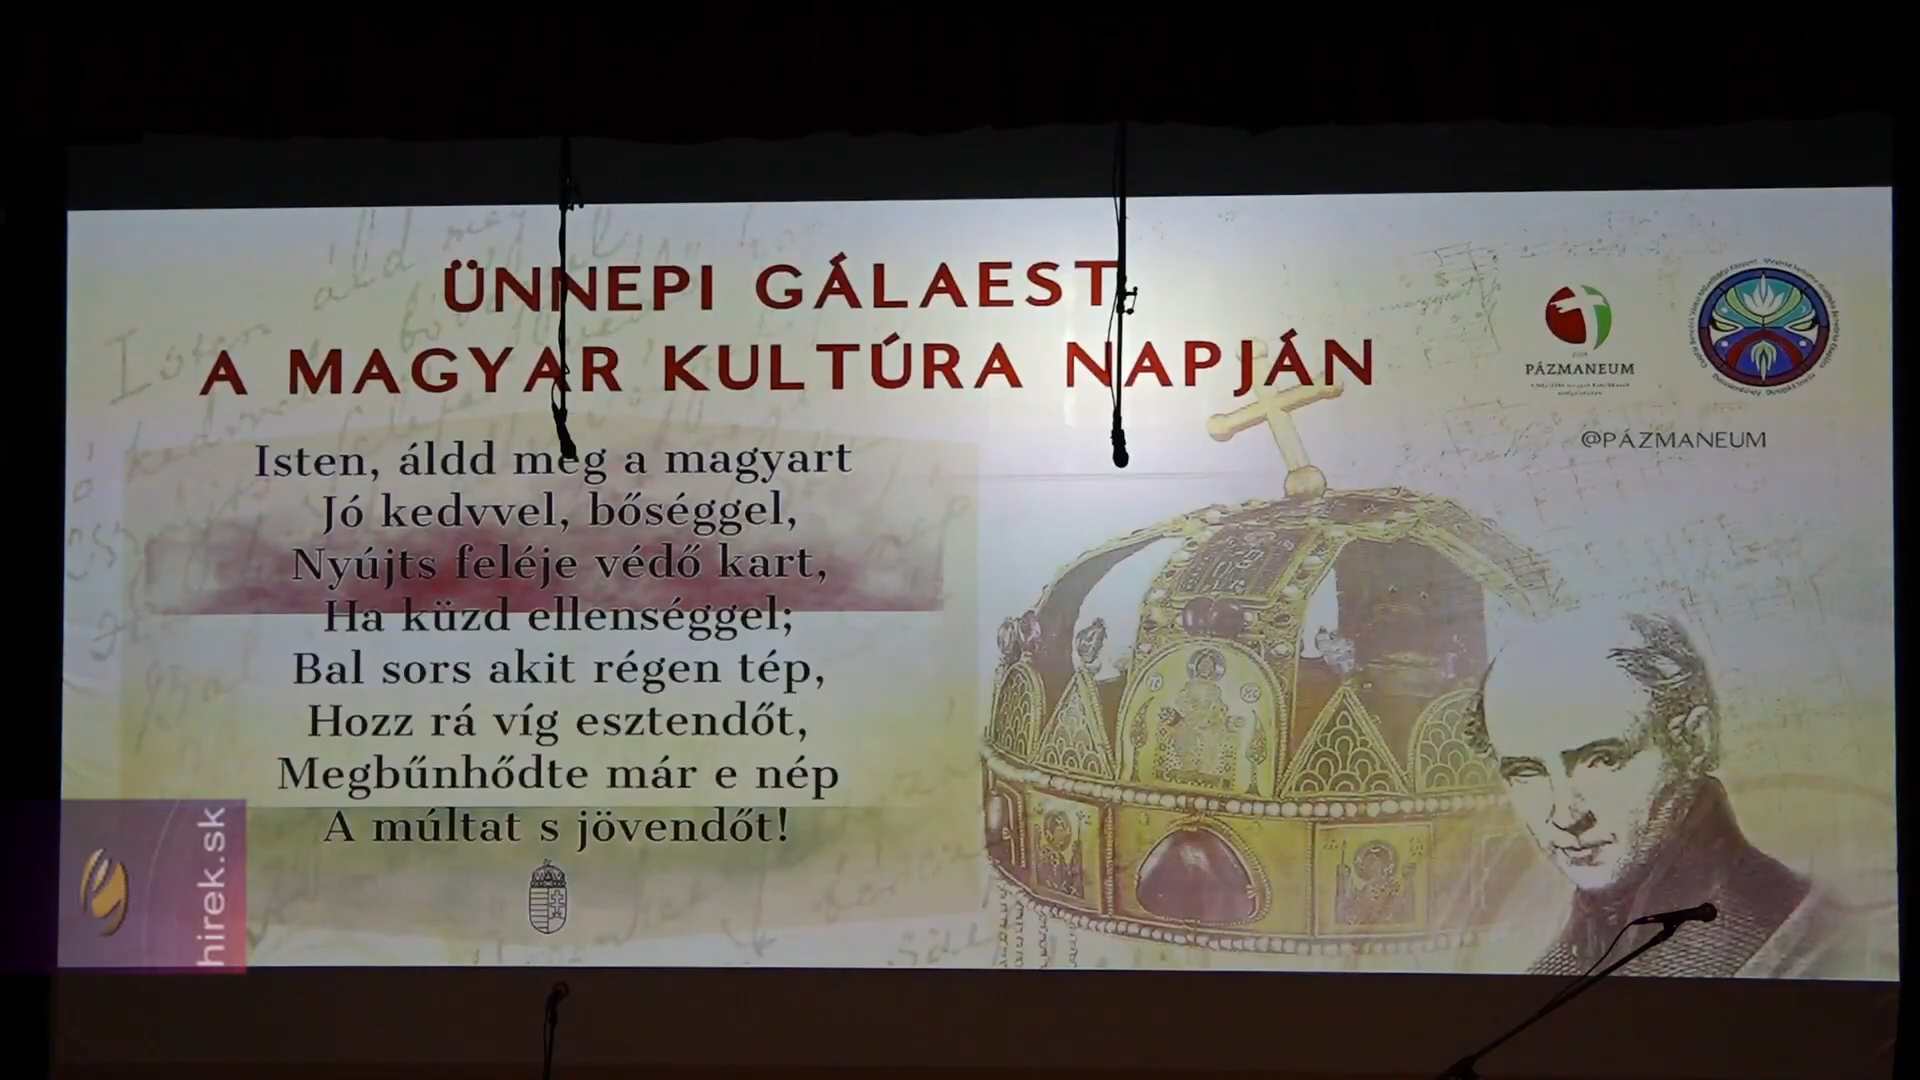 ÜNNEPI GÁLAEST
A MAGYAR KULTÚRA NAPJÁN
PÁZMANEUM
@PÁZMANEUM
Isten, áldd meg a magyart
Jó kedvvel, bőséggel,
Nyújts feléje védő kart,
Ha küzd ellenséggel;
Bal sors akit régen tép,
Hozz rá víg esztendőt,
Megbűnhődte már e nép
A múltat s jövendőt!
hirek.sk